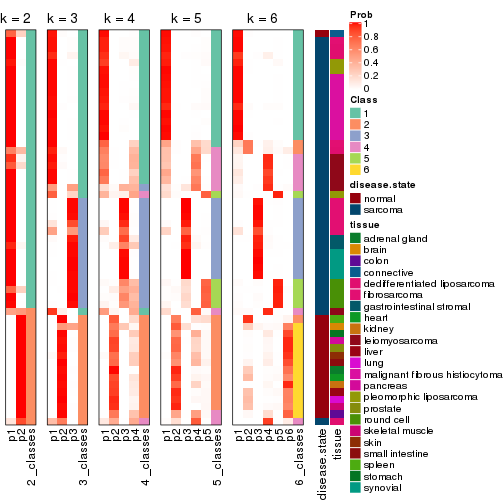 k = 2
k = 3
k = 4
k = 5
k = 6
p1
p2
2_classes
p1
p2
p3
3_classes
p1
p2
p3
p4
4_classes
p1
p2
p3
p4
p5
5_classes
p1
p2
p3
p4
p5
p6
6_classes
disease.state
tissue
Prob
1
0.8
0.6
0.4
0.2
0
Class
1
2
3
4
5
6
disease.state
normal
sarcoma
tissue
adrenal gland
brain
colon
connective
dedifferentiated liposarcoma
fibrosarcoma
gastrointestinal stromal
heart
kidney
leiomyosarcoma
liver
lung
malignant fibrous histiocytoma
pancreas
pleomorphic liposarcoma
prostate
round cell
skeletal muscle
skin
small intestine
spleen
stomach
synovial